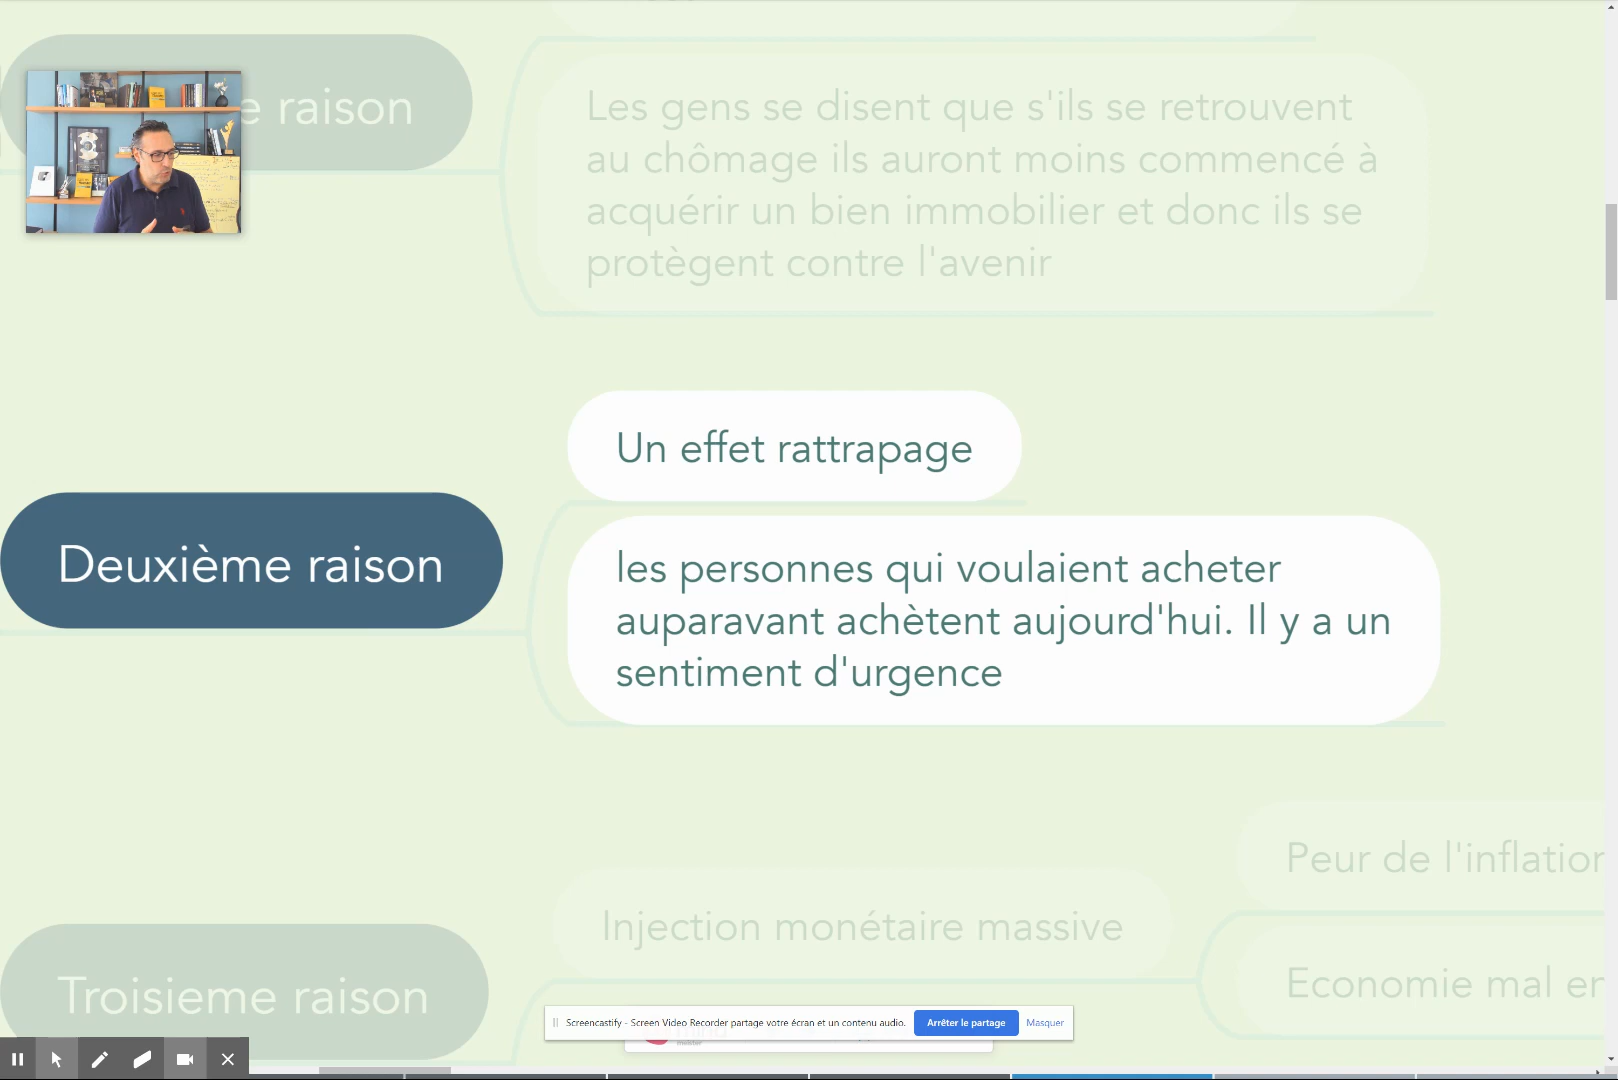 e raison
Les gens se disent que s'ils se retrouvent
au chômage ils auront moins commencé à
acquérir un bien immobilier et donc ils se
protègent contre l'avenir
Un effet rattrapage
Deuxième raison
les personnes qui voulaient acheter
auparavant achètent aujourd'hui. Il y a un
sentiment d'urgence
Peur de l'inflation
Injection monétaire massive
Economie mal en
Troisieme raison
Screencastify - Screen Video Recorder partage votre écran et un contenu audio.
Arrêter le partage
Masquer
meister